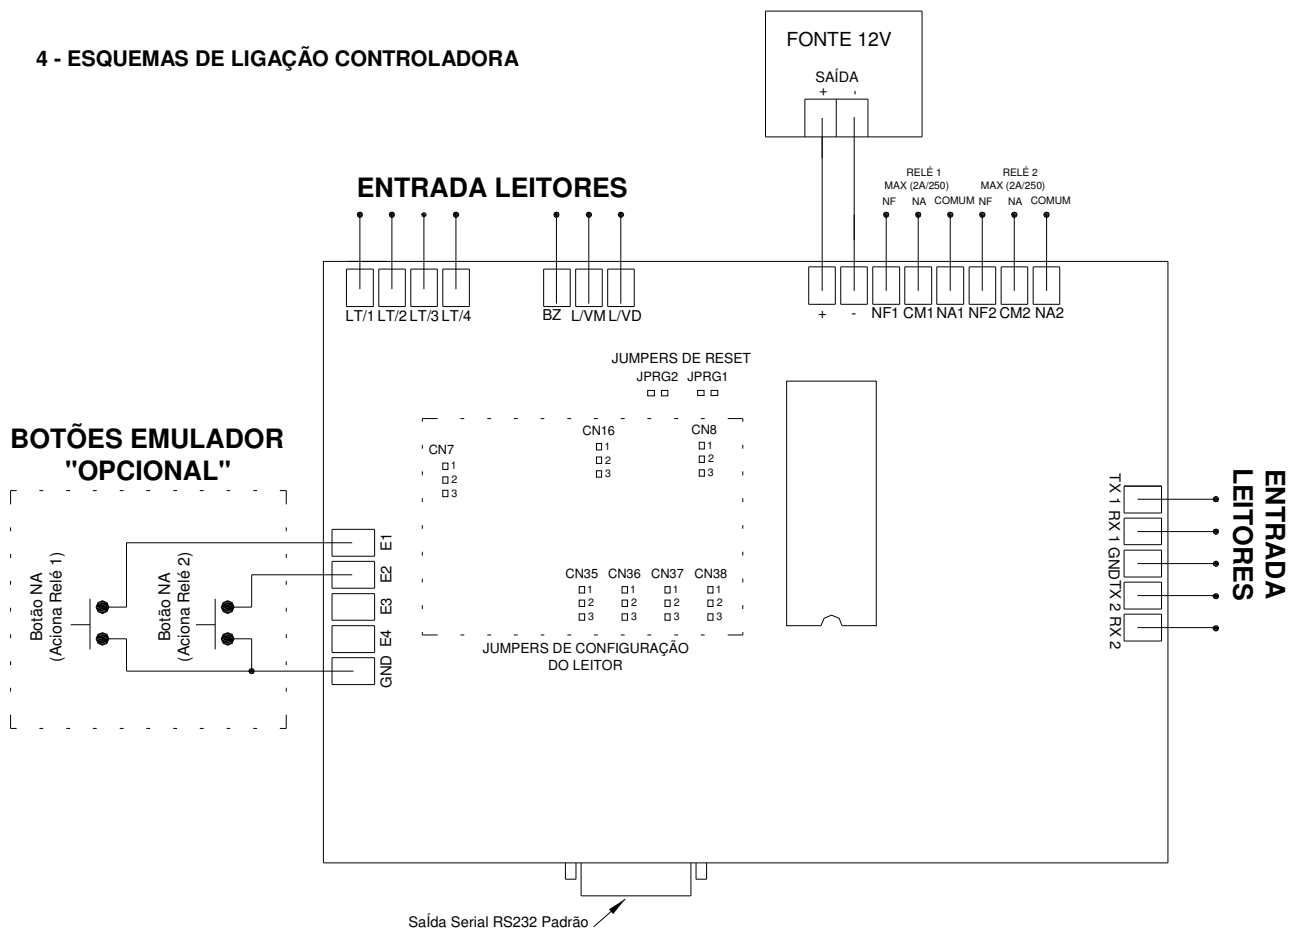 4 - ESQUEMAS DE LIGAÇÃO CONTROLADORA
FONTE 12V
SAÍDA
+ -
ENTRADA LEITORES
RELÉ 1 RELÉ 2
MAX (2A/250) MAX (2A/250)
NF NA COMUM NF NA COMUM
LT/1 LT/2 LT/3 LT/4 BZ L/VM L/VD + - NF1 CM1 NA1 NF2 CM2 NA2
JUMPERS DE RESET
JPRG2 JPRG1
CN7
1
2
3
CN16
1
2
3
CN8
1
2
3
BOTÕES EMULADOR
"OPCIONAL"
Botão NA
(Aciona Relé 1)
Botão NA
(Aciona Relé 2)
E1
E2
E3
E4
GND
CN35 CN36 CN37 CN38
1 1 1 1
2 2 2 2
3 3 3 3
JUMPERS DE CONFIGURAÇÃO
DO LEITOR
TX 1
RX 1
GND
TX 2
RX 2
ENTRADA
LEITORES
Saída Serial RS232 Padrão